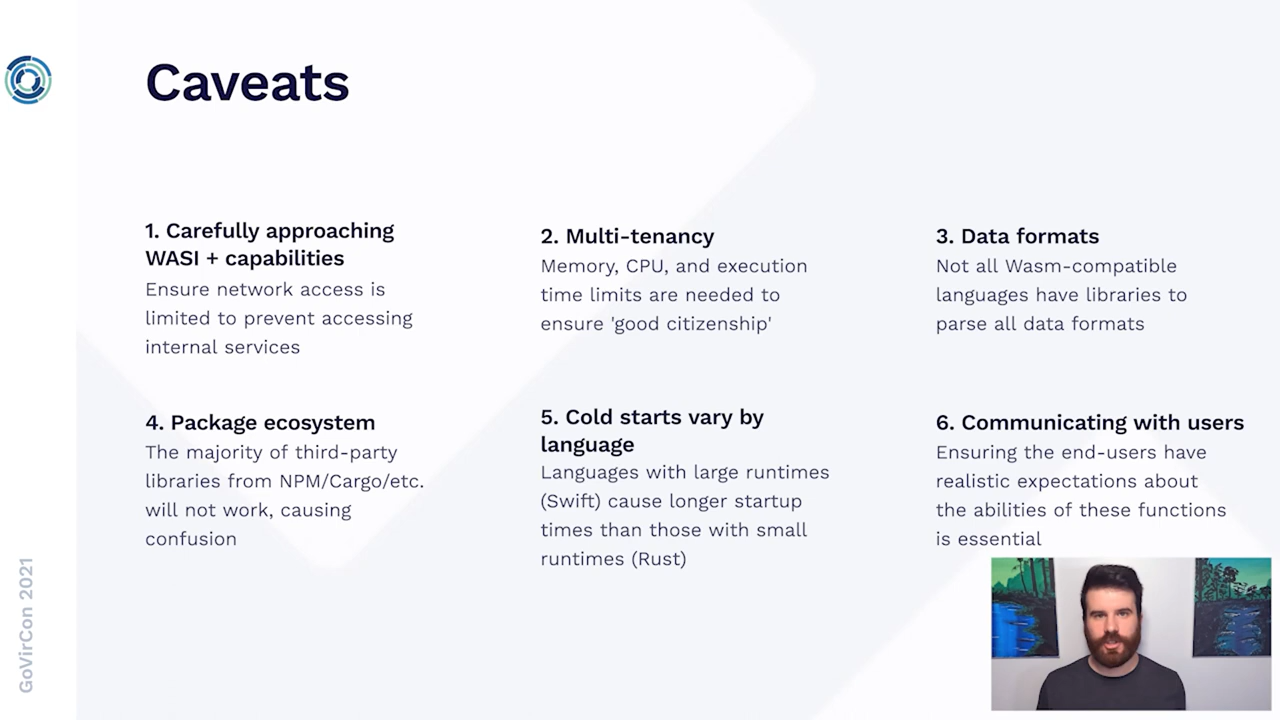 Caveats
1. Carefully approaching
WASI + capabilities
Ensure network access is
limited to prevent accessing
internal services
2. Multi-tenancy
Memory, CPU, and execution
time limits are needed to
ensure 'good citizenship'
3. Data formats
Not all Wasm-compatible
languages have libraries to
parse all data formats
4. Package ecosystem
The majority of third-party
libraries from NPM/Cargo/etc.
will not work, causing
confusion
5. Cold starts vary by
language
Languages with large runtimes
(Swift) cause longer startup
times than those with small
runtimes (Rust)
6. Communicating with users
Ensuring the end-users have
realistic expectations about
the abilities of these functions
is essential
GoVirCon 2021